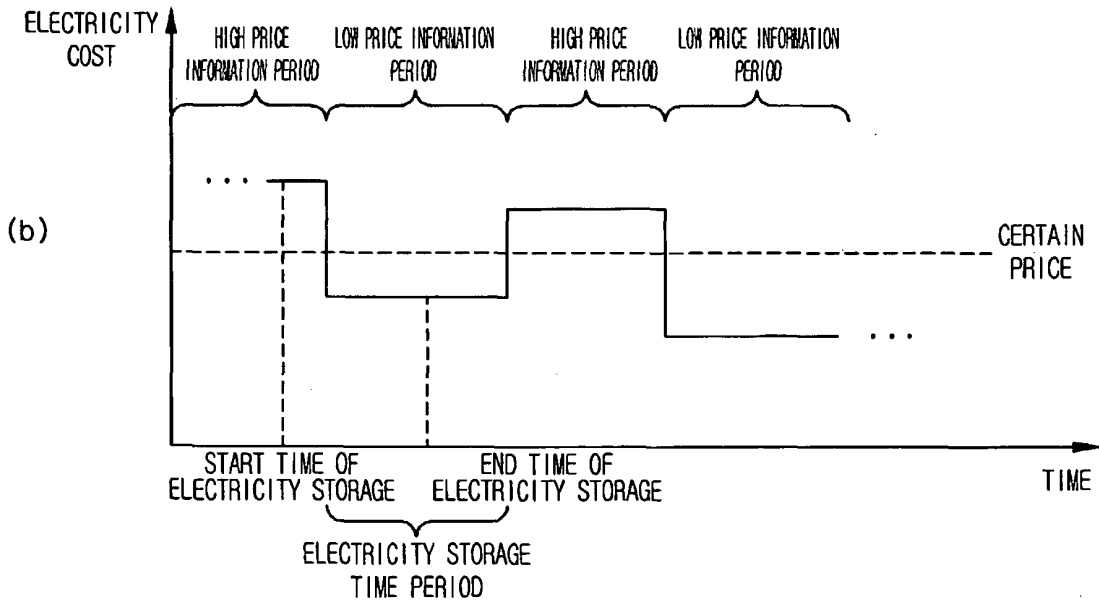 ELECTRICITY
COST
HIGH PRICE
INFORMATION PERIOD
LOW PRICE INFORMATION
PERIOD
HIGH PRICE
INFORMATION PERIOD
LOW PRICE INFORMATION
PERIOD
(b)
CERTAIN
PRICE
START TIME OF
ELECTRICITY STORAGE
END TIME OF
ELECTRICITY STORAGE
TIME
ELECTRICITY STORAGE
TIME PERIOD